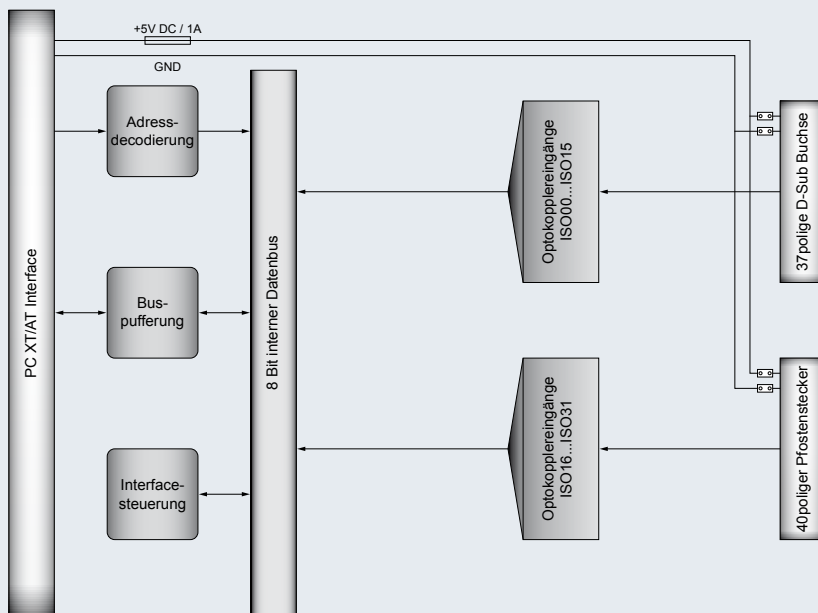 +5V DC / 1A
GND
PC XT/AT Interface
Adress-
decodierung
Bus-
pufferung
Interface-
steuerung
8 Bit interner Datenbus
Optokopplereingänge
ISO00...ISO15
Optokopplereingänge
ISO16...ISO31
37polige D-Sub Buchse
40poliger Pfostenstecker